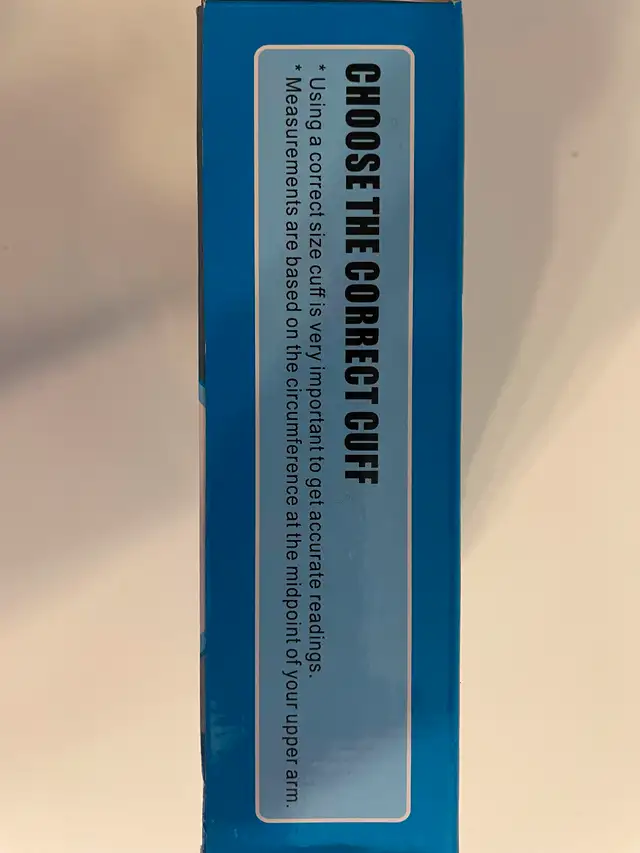 CHOOSE THE CORRECT CUFF
* Using a correct size cuff is very important to get accurate readings.
* Measurements are based on the circumference at the midpoint of your upper arm.